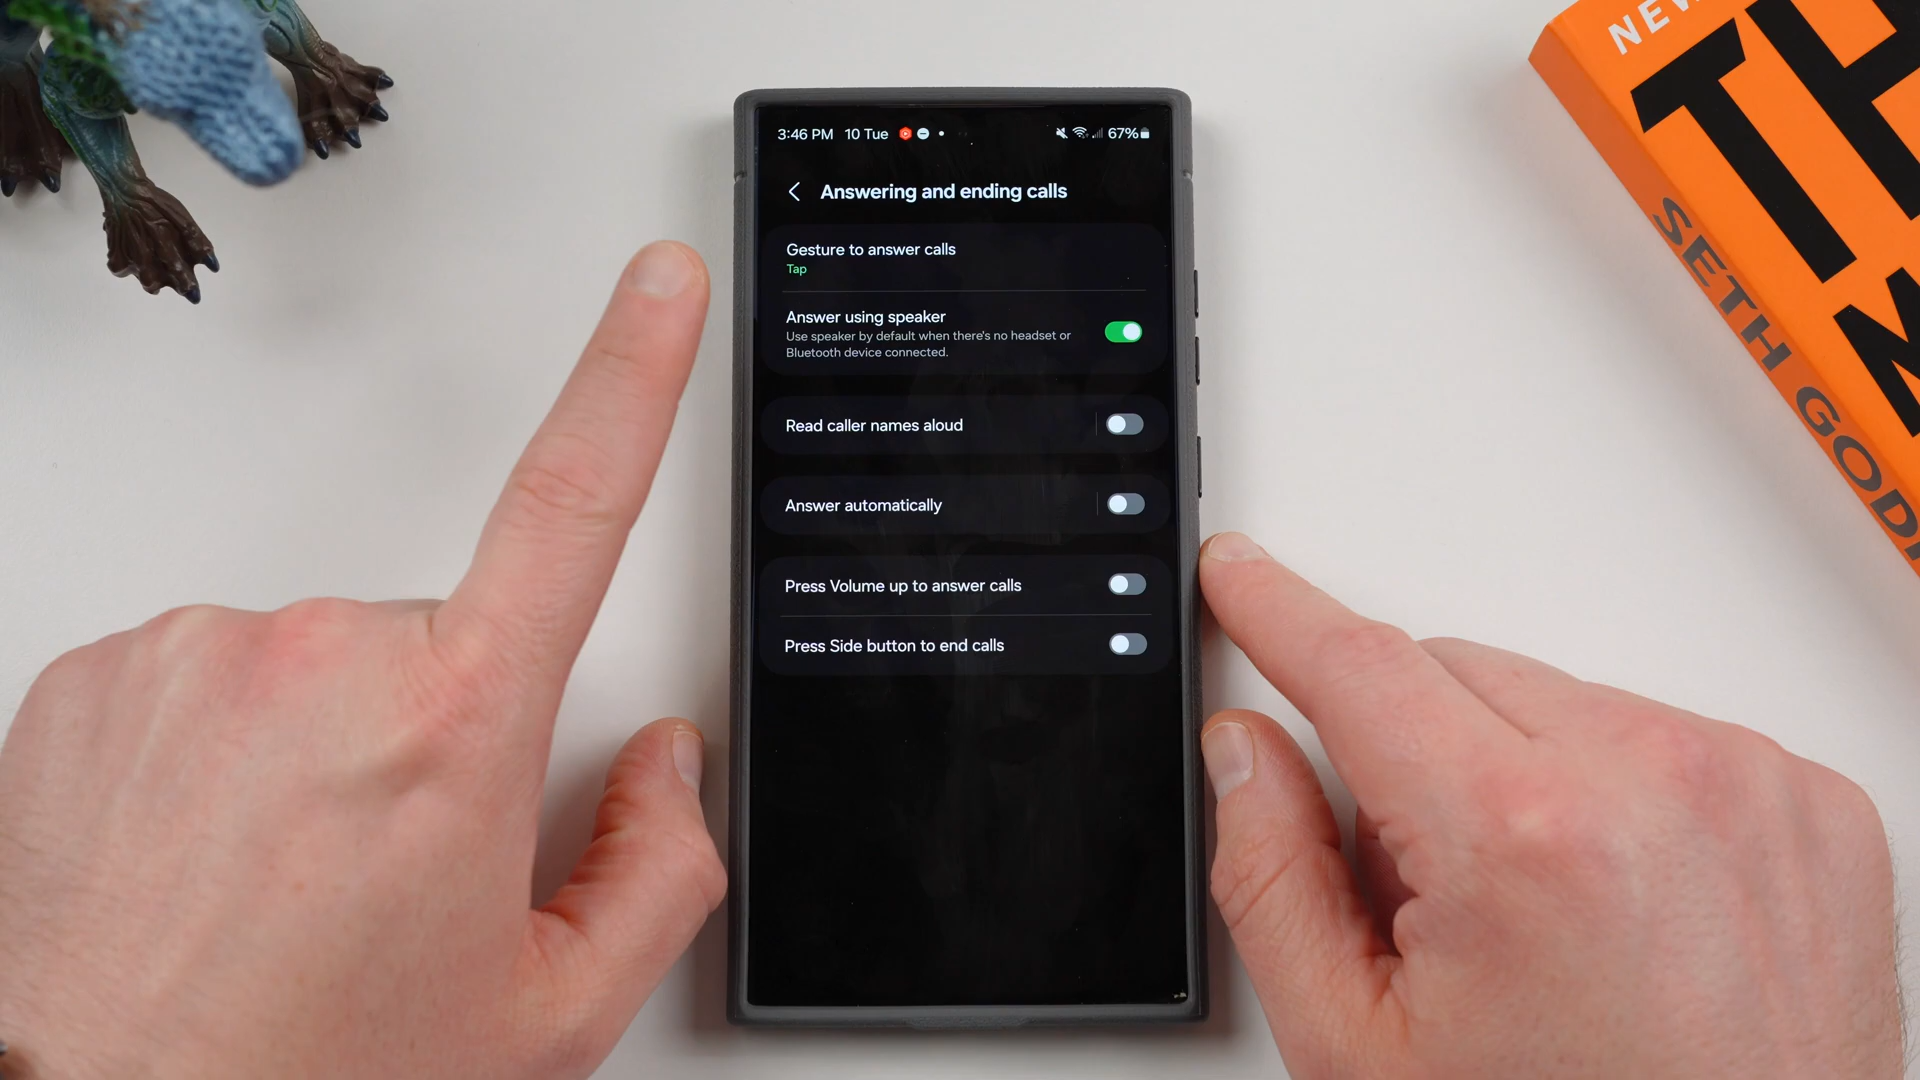 3:46 PM 10 Tue 67%
Answering and ending calls
Gesture to answer calls
Tap
Answer using speaker
Use speaker by default when there's no headset or
Bluetooth device connected.
Read caller names aloud
Answer automatically
Press Volume up to answer calls
Press Side button to end calls
TH
SETH